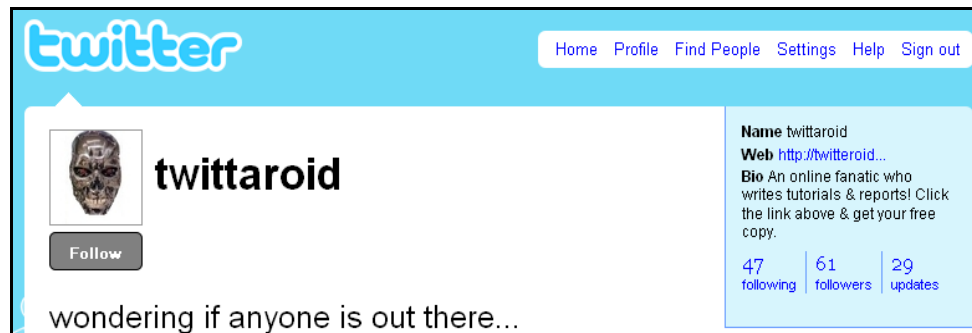 twitter
Home Profile Find People Settings Help Sign out
twittaroid
Follow
wondering if anyone is out there...
Name twittaroid
Web http://twitteroid...
Bio An online fanatic who
writes tutorials & reports! Click
the link above & get your free
copy.
47 61 29
following followers updates